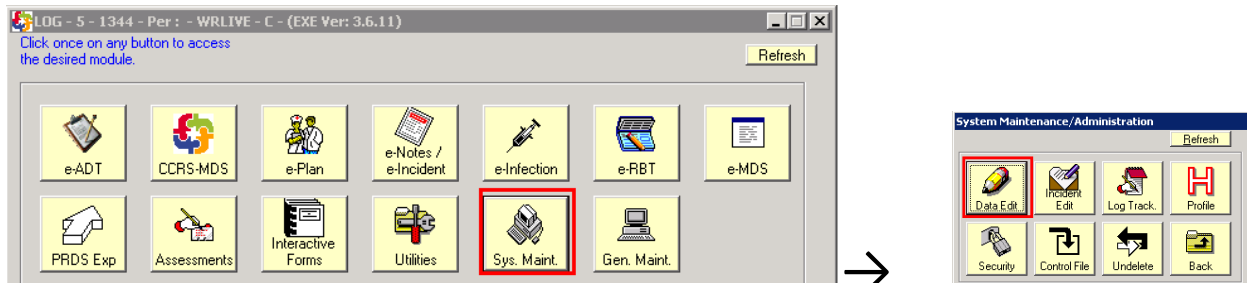 LOG - 5 - 1344 - Per : - WRLIVE - C - (EXE Ver: 3.6.11)
Click once on any button to access
the desired module.
Refresh
e-ADT
CCRS-MDS
e-Plan
e-Notes /
e-Incident
e-Infection
e-RBT
e-MDS
PRDS Exp
Assessments
Interactive
Forms
Utilities
Sys. Maint.
Gen. Maint.
System Maintenance/Administration
Refresh
Data Edit.
Incident
Edit
Log Track.
Profile
Security
Control File
Undelete
Back